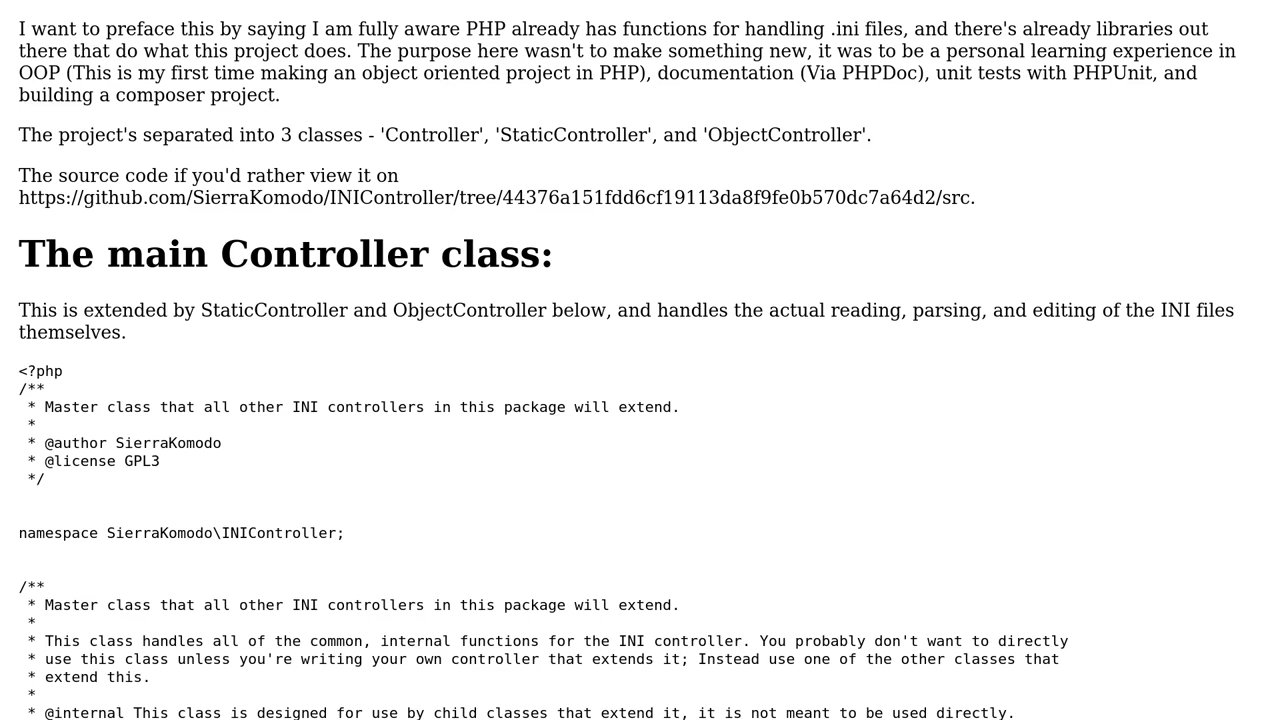 I want to preface this by saying I am fully aware PHP already has functions for handling .ini files, and there's already libraries out
there that do what this project does. The purpose here wasn't to make something new, it was to be a personal learning experience in
OOP (This is my first time making an object oriented project in PHP), documentation (Via PHPDoc), unit tests with PHPUnit, and
building a composer project.
The project's separated into 3 classes - 'Controller', 'StaticController', and 'ObjectController'.
The source code if you'd rather view it on
https://github.com/SierraKomodo/INIController/tree/44376a151fdd6cf19113da8f9fe0b570dc7a64d2/src.
The main Controller class:
This is extended by StaticController and ObjectController below, and handles the actual reading, parsing, and editing of the INI files
themselves.
<?php
/**
 * Master class that all other INI controllers in this package will extend.
 *
 * @author SierraKomodo
 * @license GPL3
 */
namespace SierraKomodo\INIController;
/**
 * Master class that all other INI controllers in this package will extend.
 *
 * This class handles all of the common, internal functions for the INI controller. You probably don't want to directly
 * use this class unless you're writing your own controller that extends it; Instead use one of the other classes that
 * extend this.
 *
 * @internal This class is designed for use by child classes that extend it, it is not meant to be used directly.